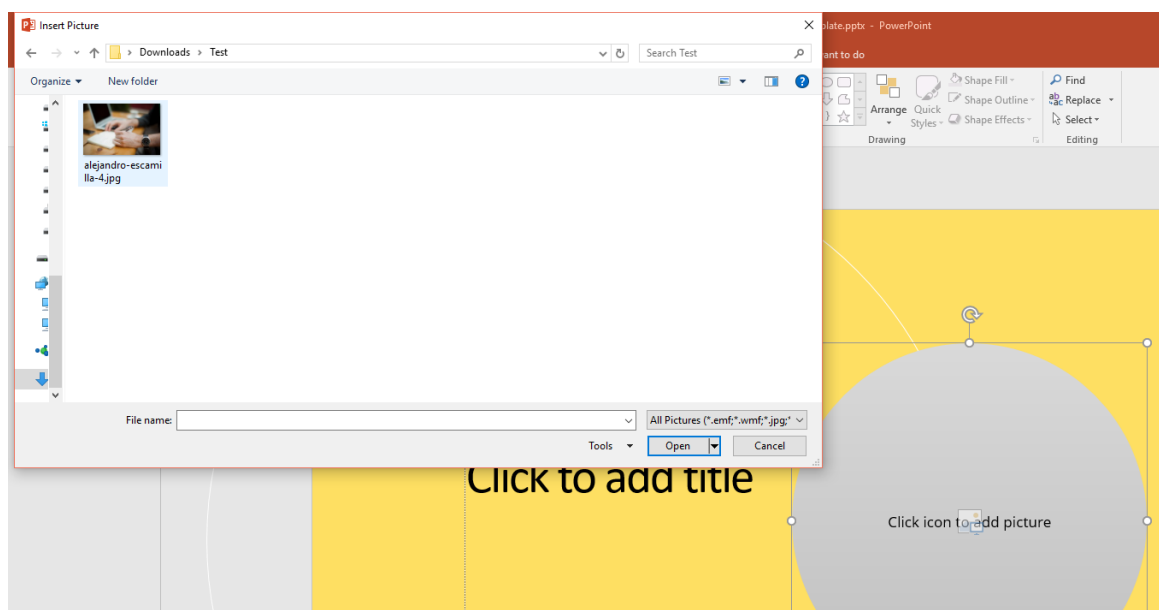 Insert Picture
plate.pptx - PowerPoint
Downloads > Test
Search Test
ant to do
Organize
New folder
Shape Fill
Find
Arrange
Quick
Styles
Shape Outline
Replace
Shape Effects
Select
Drawing
Editing
alejandro-escami
lla-4.jpg
File name:
All Pictures (*.emf;*.wmf;*.jpg;*
Tools
Open
Cancel
Click to add title
Click icon to add picture